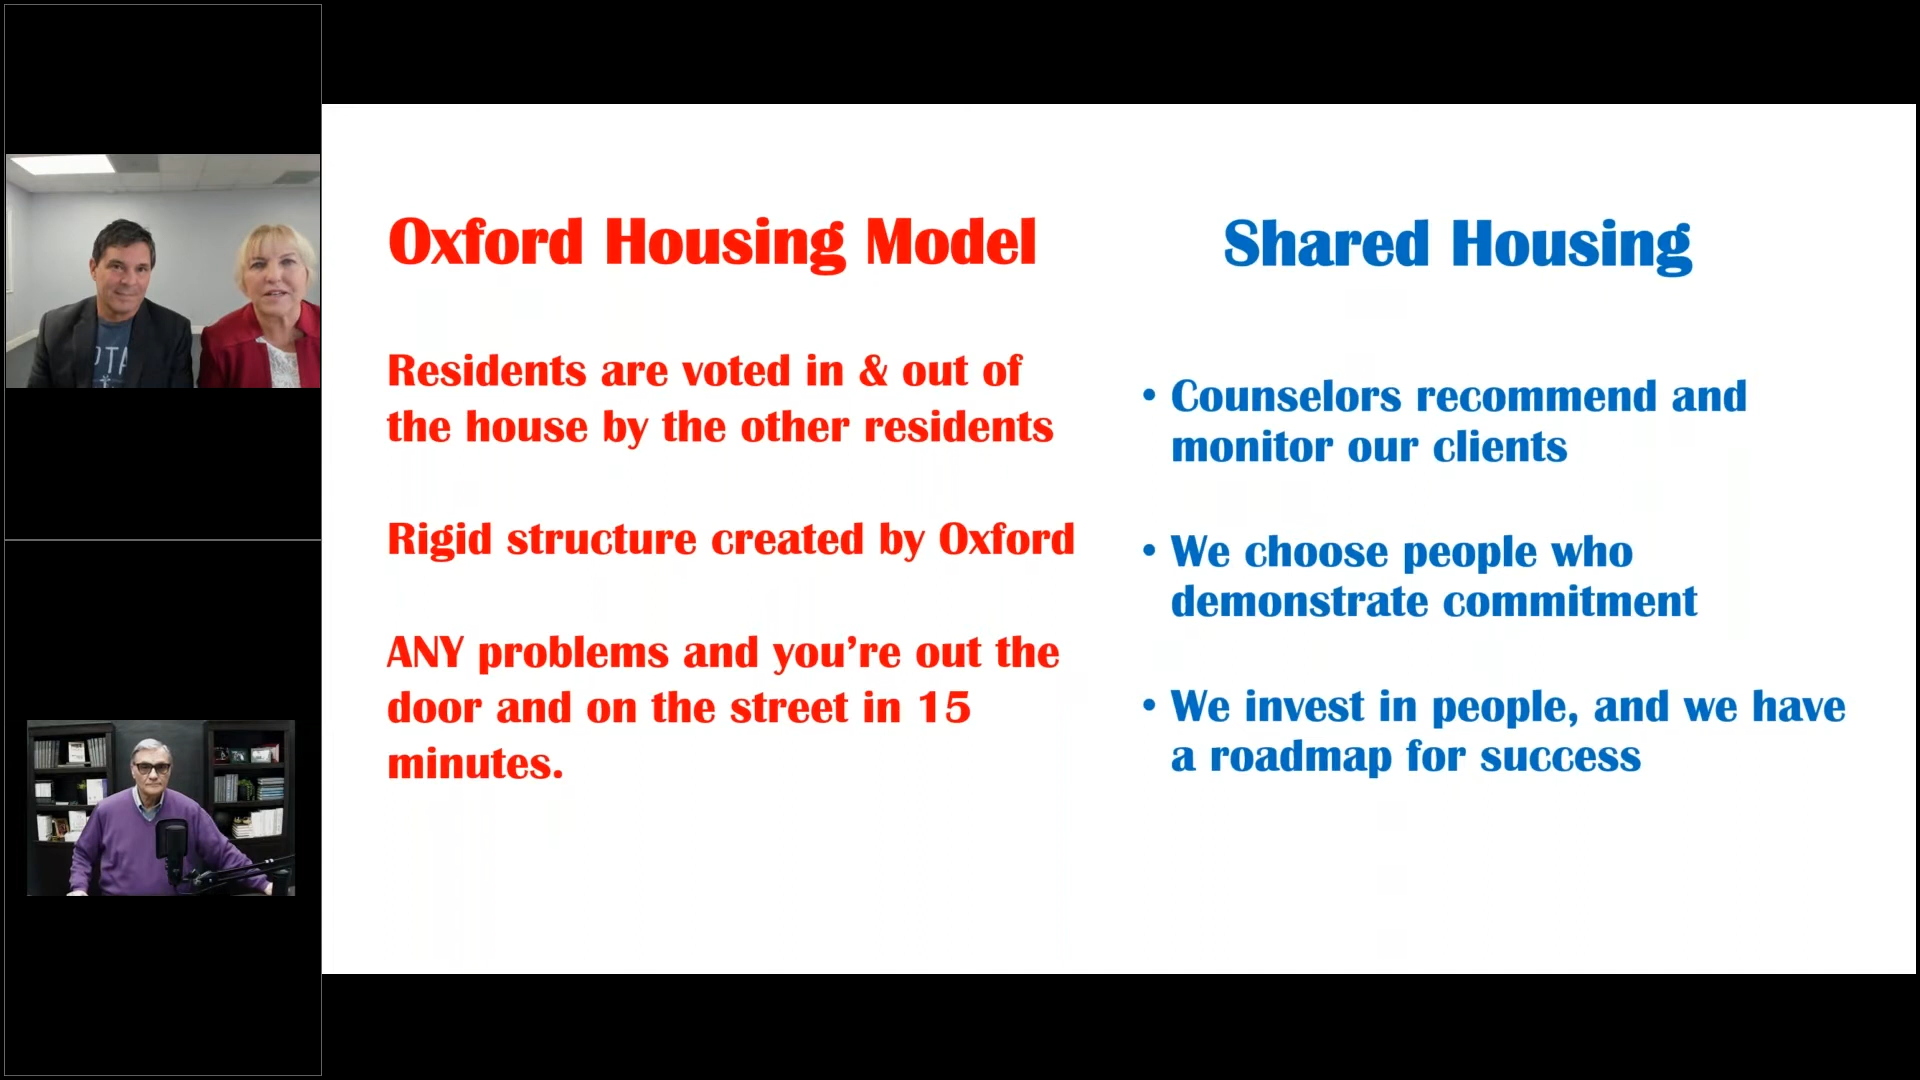 Oxford Housing Model
Residents are voted in & out of
the house by the other residents
Rigid structure created by Oxford
ANY problems and you’re out the
door and on the street in 15
minutes.
Shared Housing
• Counselors recommend and
monitor our clients
• We choose people who
demonstrate commitment
• We invest in people, and we have
a roadmap for success